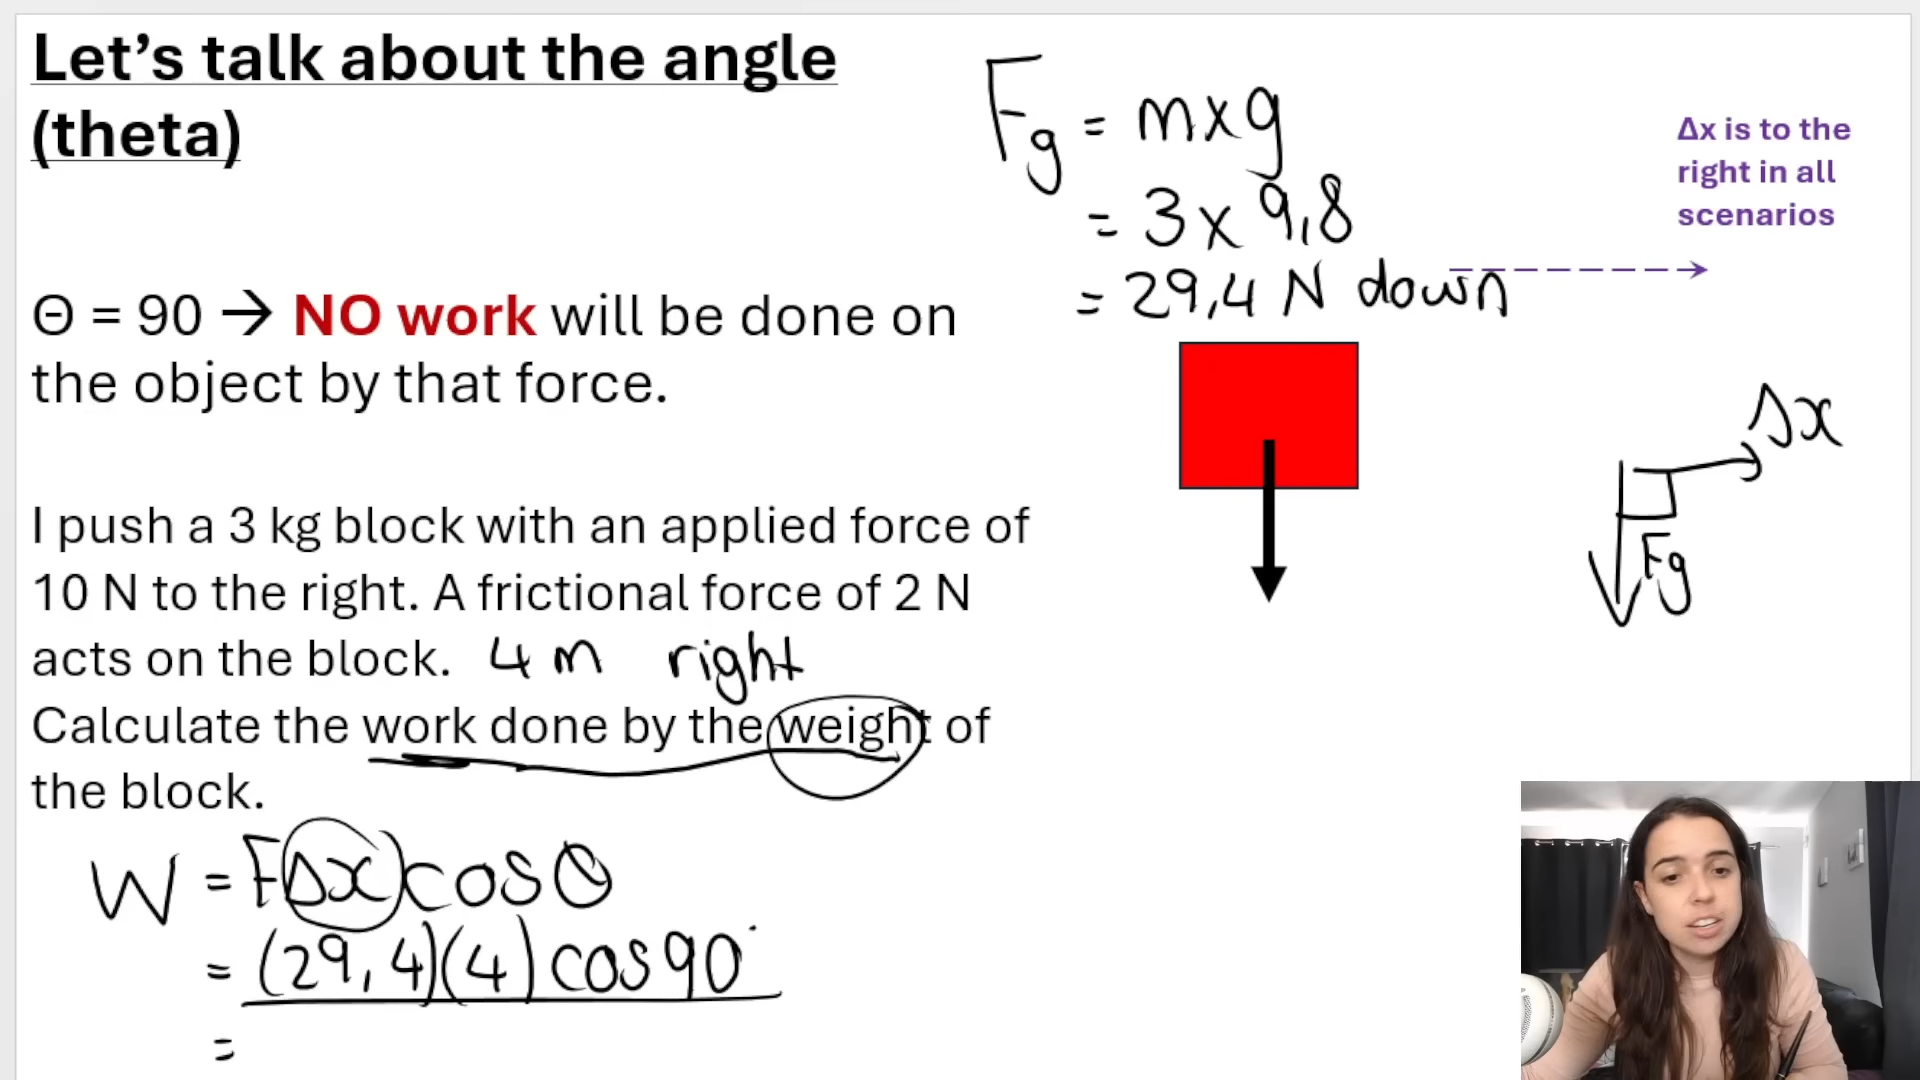 Let’s talk about the angle
(theta)
Fg = m x g
= 3 x 9,8
= 29,4 N down
Δx is to the
right in all
scenarios
Θ = 90 → NO work will be done on
the object by that force.
Δx
Fg
I push a 3 kg block with an applied force of
10 N to the right. A frictional force of 2 N
acts on the block. 4 m right
Calculate the work done by the weight of
the block.
W = FΔx cos θ
= (29,4)(4) cos 90°
=